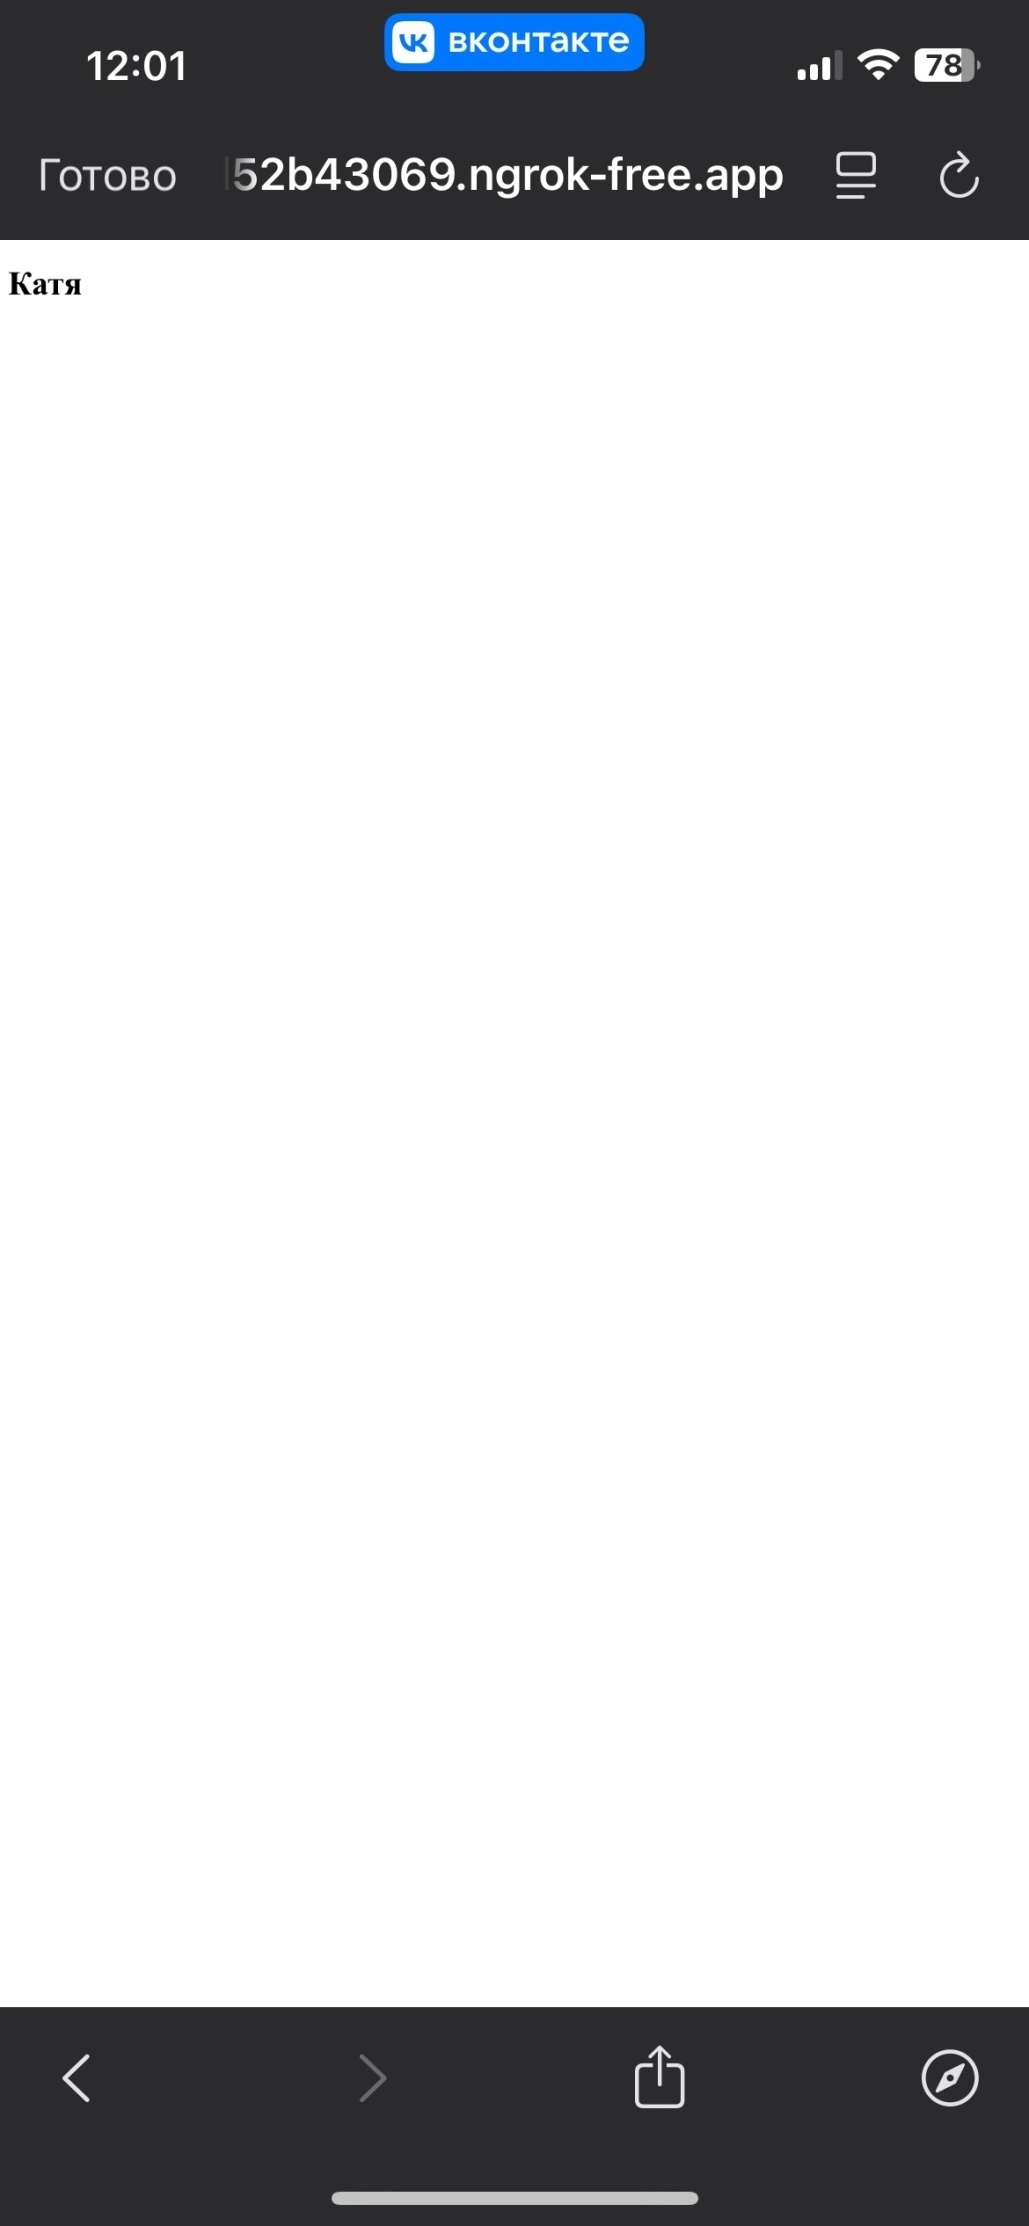 12:01
вконтакте
78
Готово
52b43069.ngrok-free.app
Катя